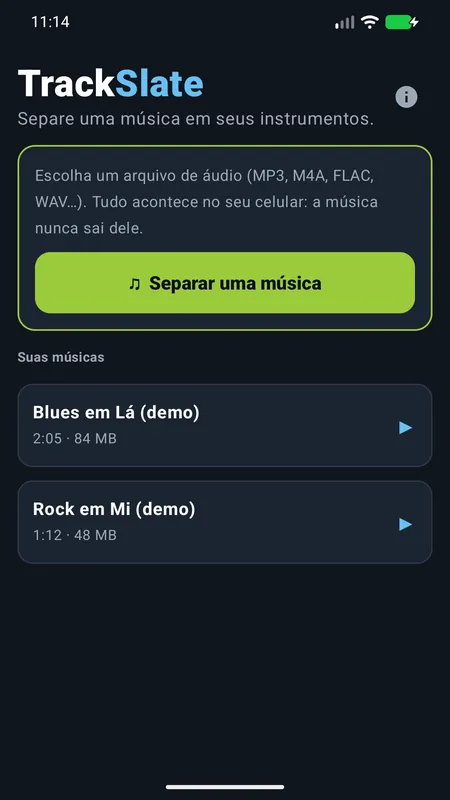 11:14
TrackSlate
Separe uma música em seus instrumentos.
Escolha um arquivo de áudio (MP3, M4A, FLAC,
WAV…). Tudo acontece no seu celular: a música
nunca sai dele.
♫ Separar uma música
Suas músicas
Blues em Lá (demo)
2:05 · 84 MB
Rock em Mi (demo)
1:12 · 48 MB